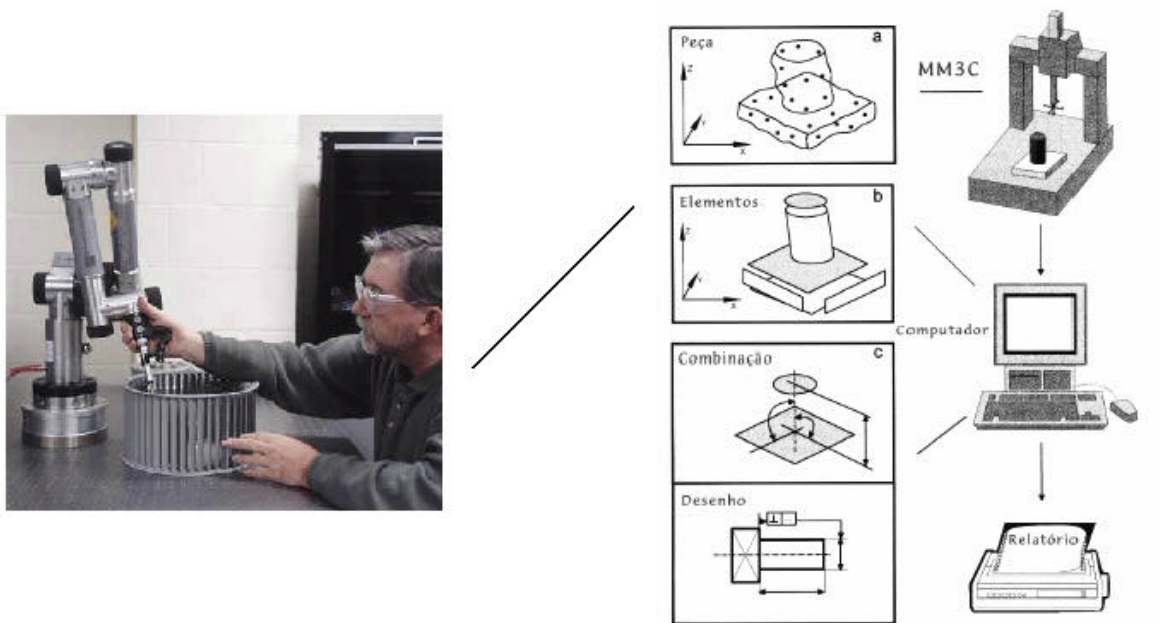 Peça
a
Z
Y
X
MM3C
Elementos
b
Z
Y
X
Computador
Combinação
c
Desenho
Relatório